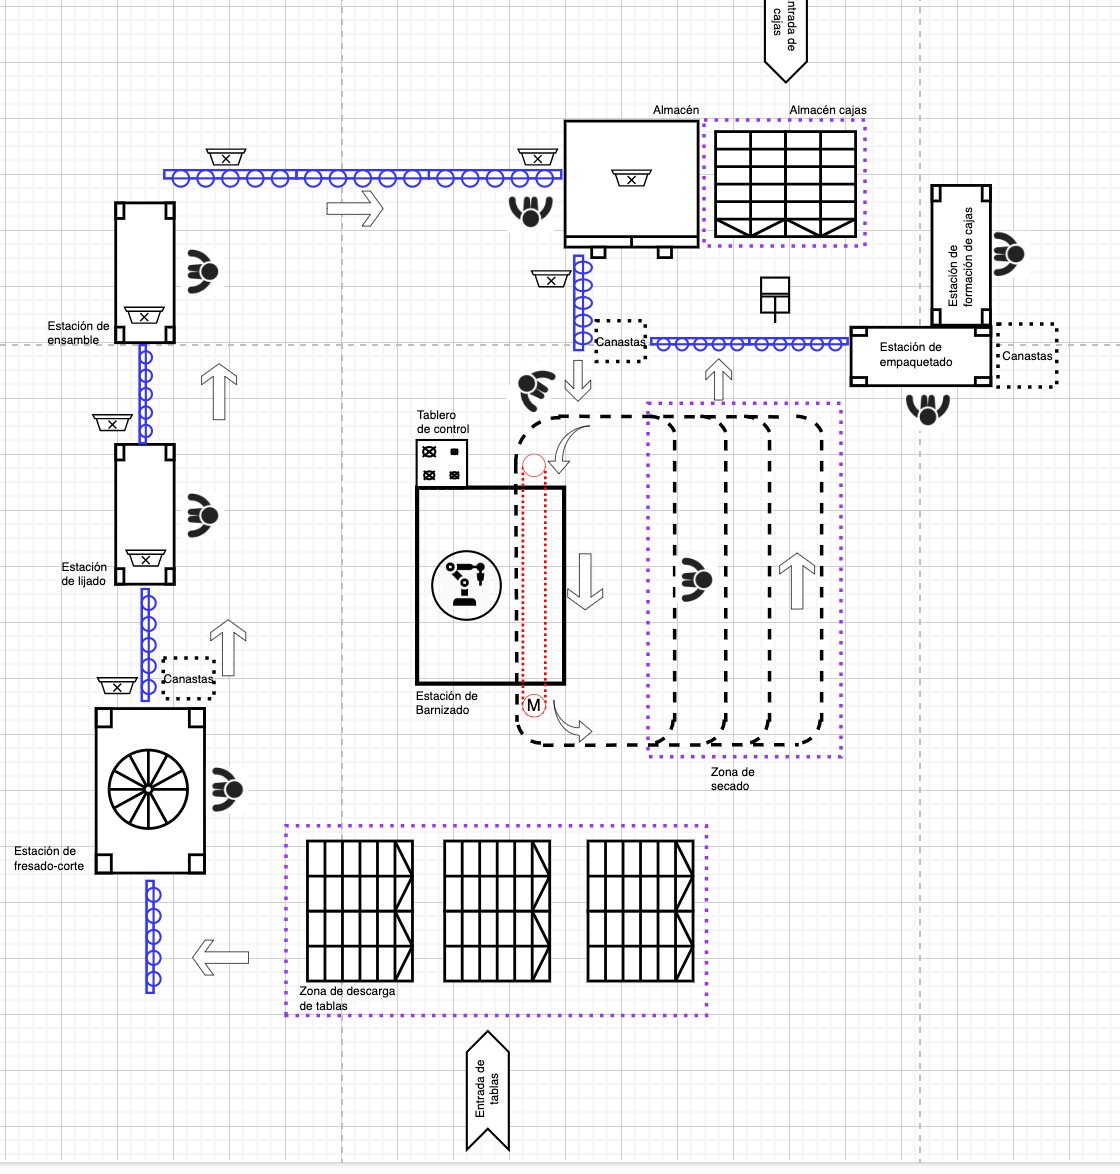 ntrada de
cajas
Almacén
Almacén cajas
Estación de
formación de cajas
Estación de
ensamble
Canastas
Estación de
empaquetado
Canastas
Tablero
de control
Estación
de lijado
Canastas
Estación de
Barnizado
M
Zona de
secado
Estación de
fresado-corte
Zona de descarga
de tablas
Entrada de
tablas